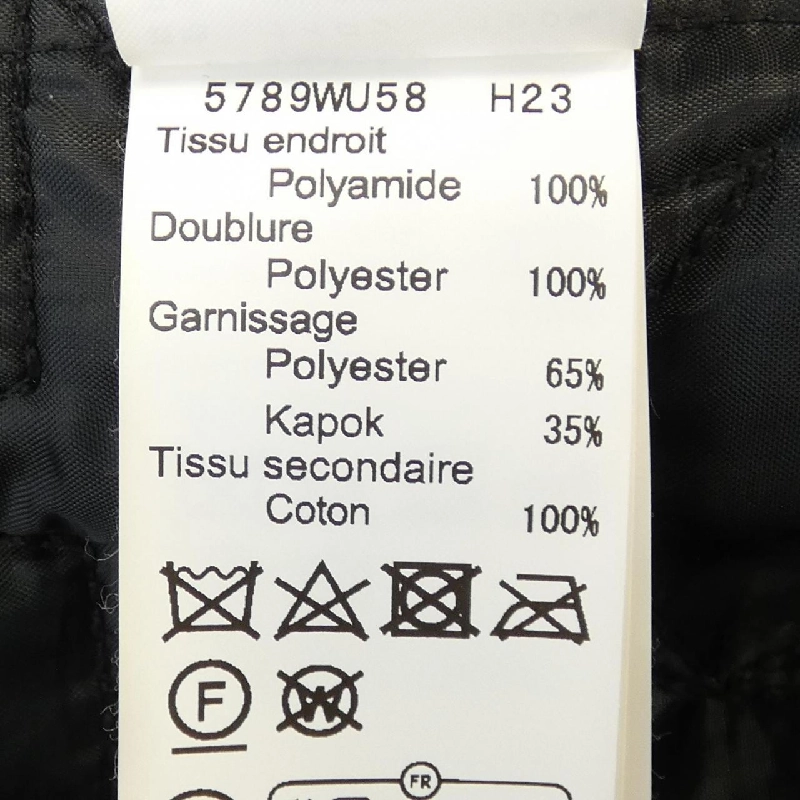 5789WU58 H23
Tissu endroit
Polyamide 100%
Doublure
Polyester 100%
Garnissage
Polyester 65%
Kapok 35%
Tissu secondaire
Coton 100%
F W
FR